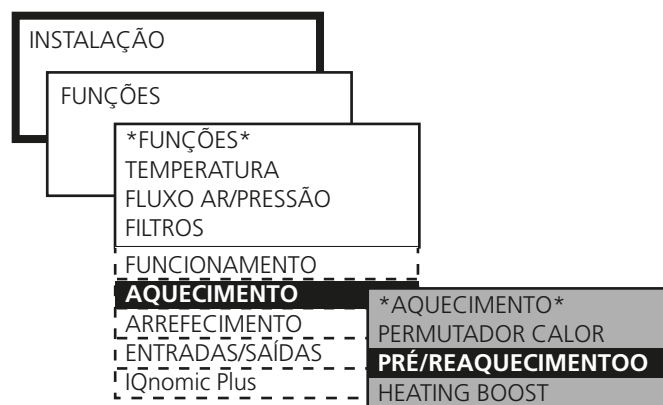 INSTALAÇÃO
FUNÇÕES
*FUNÇÕES*
TEMPERATURA
FLUXO AR/PRESSÃO
FILTROS
FUNCIONAMENTO
AQUECIMENTO
ARREFECIMENTO
ENTRADAS/SAÍDAS
IQnomic Plus
*AQUECIMENTO*
PERMUTADOR CALOR
PRÉ/REAQUECIMENTOO
HEATING BOOST